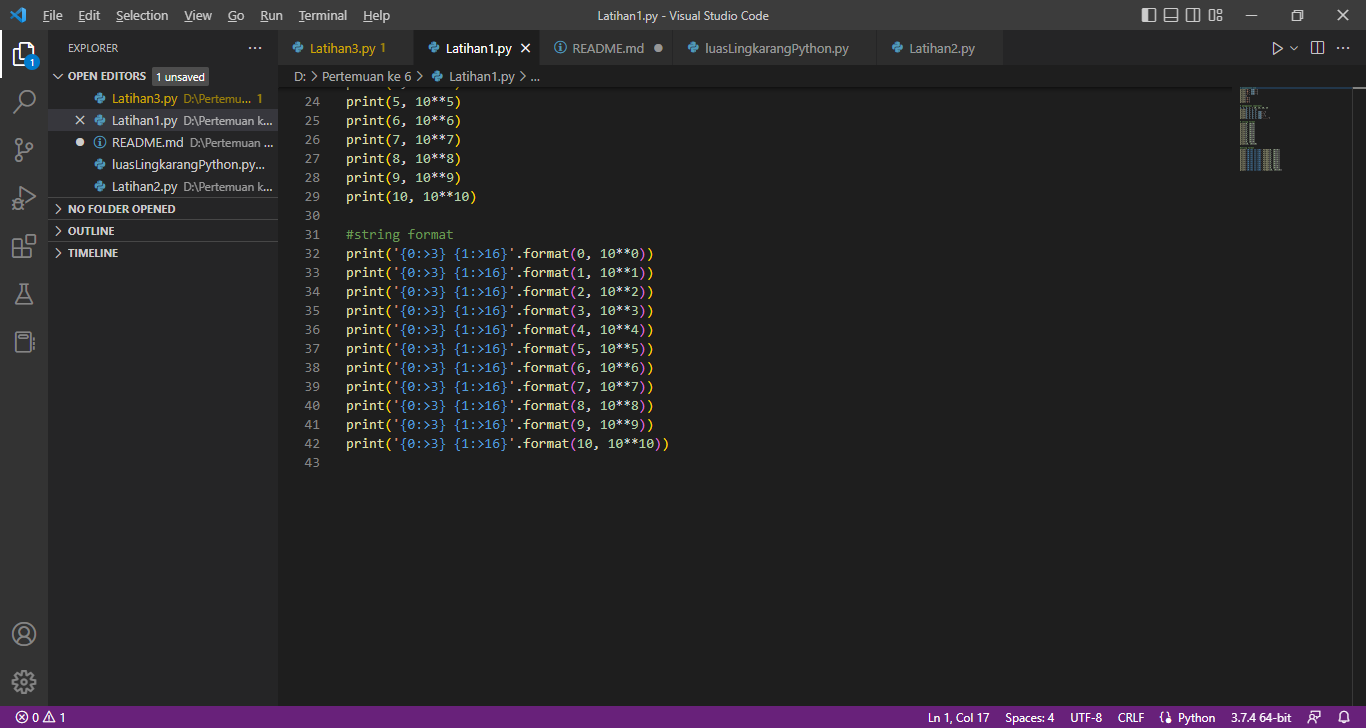 File Edit Selection View Go Run Terminal Help Latihan1.py - Visual Studio Code
EXPLORER ...
OPEN EDITORS 1 unsaved
Latihan3.py D:\Pertemu... 1
Latihan1.py D:\Pertemuan k...
README.md D:\Pertemuan ...
luasLingkarangPython.py...
Latihan2.py D:\Pertemuan k...
NO FOLDER OPENED
OUTLINE
TIMELINE
1
Latihan3.py 1 Latihan1.py README.md luasLingkarangPython.py Latihan2.py
D: > Pertemuan ke 6 > Latihan1.py > ...
24 print(5, 10**5)
25 print(6, 10**6)
26 print(7, 10**7)
27 print(8, 10**8)
28 print(9, 10**9)
29 print(10, 10**10)
30
31 #string format
32 print('{0:>3} {1:>16}'.format(0, 10**0))
33 print('{0:>3} {1:>16}'.format(1, 10**1))
34 print('{0:>3} {1:>16}'.format(2, 10**2))
35 print('{0:>3} {1:>16}'.format(3, 10**3))
36 print('{0:>3} {1:>16}'.format(4, 10**4))
37 print('{0:>3} {1:>16}'.format(5, 10**5))
38 print('{0:>3} {1:>16}'.format(6, 10**6))
39 print('{0:>3} {1:>16}'.format(7, 10**7))
40 print('{0:>3} {1:>16}'.format(8, 10**8))
41 print('{0:>3} {1:>16}'.format(9, 10**9))
42 print('{0:>3} {1:>16}'.format(10, 10**10))
43
0 1 Ln 1, Col 17 Spaces: 4 UTF-8 CRLF Python 3.7.4 64-bit